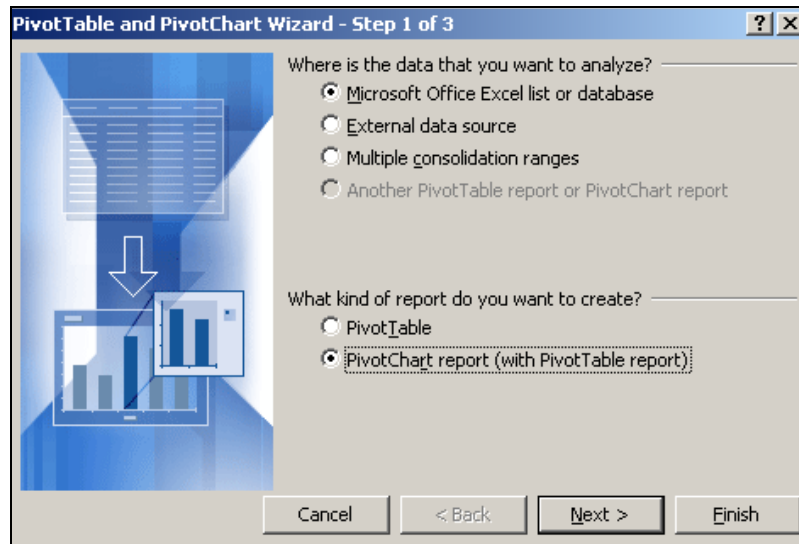 PivotTable and PivotChart Wizard - Step 1 of 3
Where is the data that you want to analyze?
Microsoft Office Excel list or database
External data source
Multiple consolidation ranges
Another PivotTable report or PivotChart report
What kind of report do you want to create?
PivotTable
PivotChart report (with PivotTable report)
Cancel < Back Next > Finish